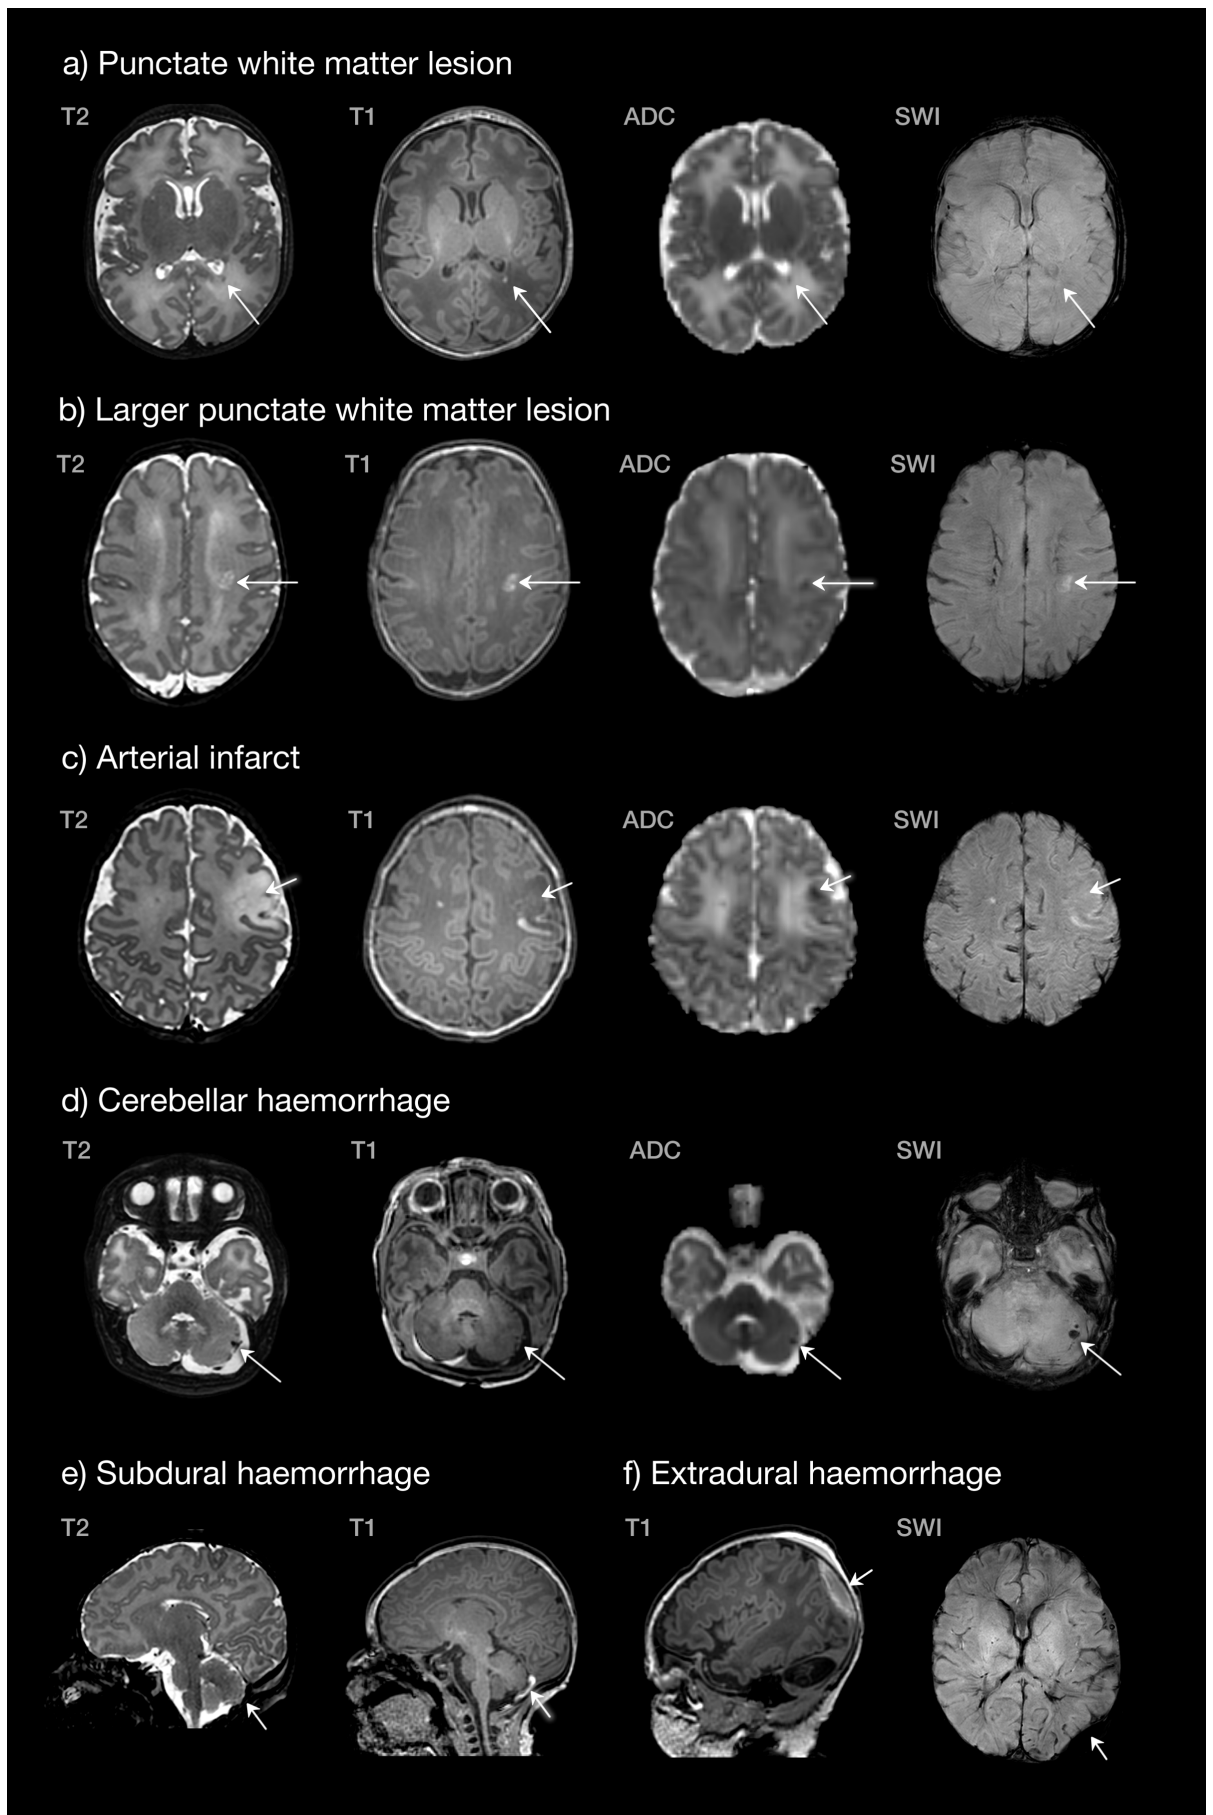 a) Punctate white matter lesion
T2 T1 ADC SWI
b) Larger punctate white matter lesion
T2 T1 ADC SWI
c) Arterial infarct
T2 T1 ADC SWI
d) Cerebellar haemorrhage
T2 T1 ADC SWI
e) Subdural haemorrhage f) Extradural haemorrhage
T2 T1 T1 SWI